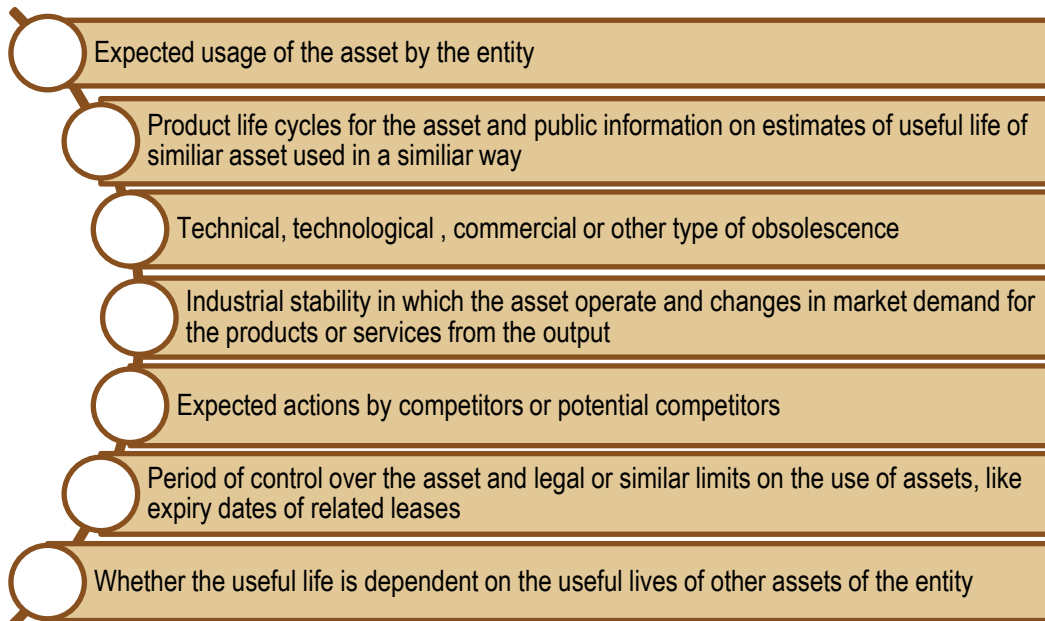 Expected usage of the asset by the entity
Product life cycles for the asset and public information on estimates of useful life of
similiar asset used in a similiar way
Technical, technological , commercial or other type of obsolescence
Industrial stability in which the asset operate and changes in market demand for
the products or services from the output
Expected actions by competitors or potential competitors
Period of control over the asset and legal or similar limits on the use of assets, like
expiry dates of related leases
Whether the useful life is dependent on the useful lives of other assets of the entity